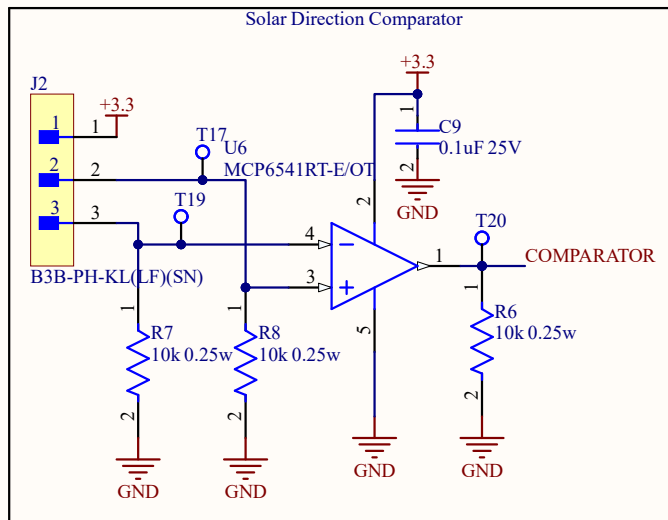 Solar Direction Comparator
J2
+3.3
1
1
2
2
3
3
B3B-PH-KL(LF)(SN)
T17
U6
MCP6541RT-E/OT
T19
+3.3
1
C9
0.1uF 25V
2
GND
2
4
3
1
5
T20
COMPARATOR
1
R7
10k 0.25w
2
GND
1
R8
10k 0.25w
2
GND
GND
1
R6
10k 0.25w
2
GND